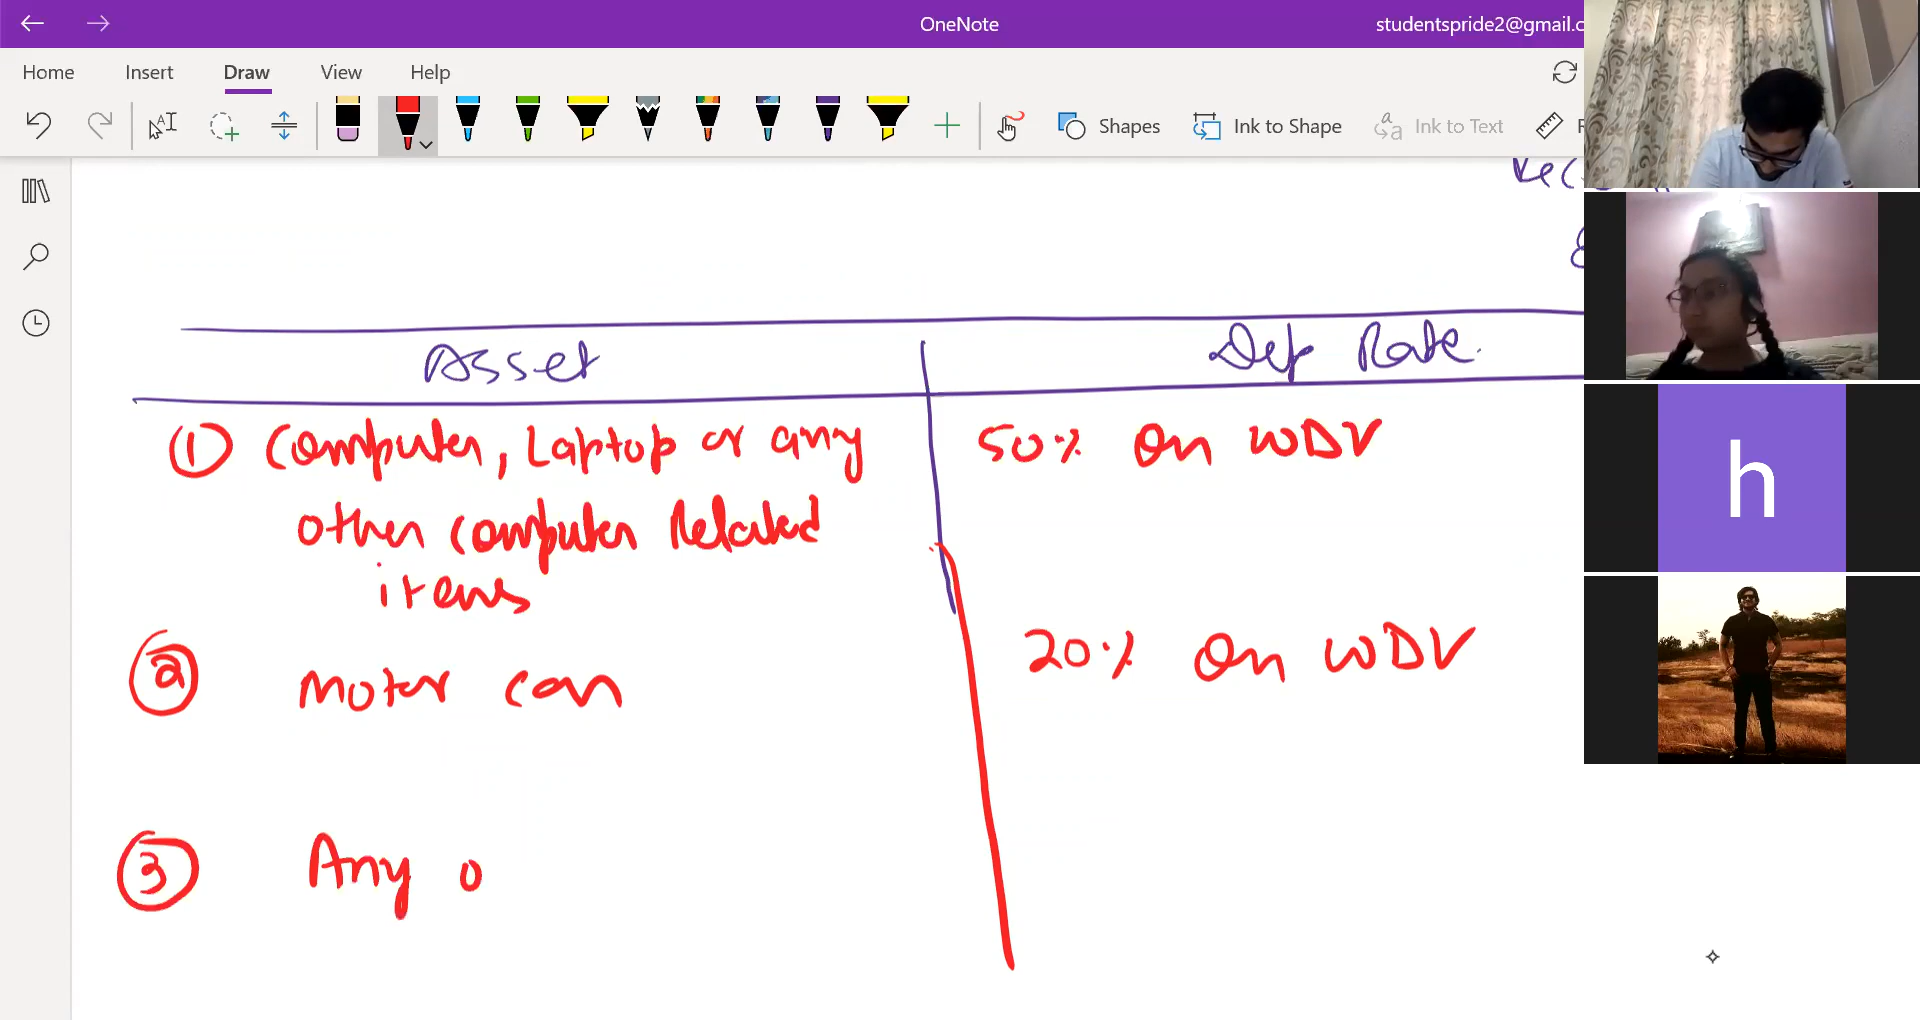 OneNote
studentspride2@gmail.c
Home Insert Draw View Help
Shapes Ink to Shape Ink to Text
Asset Dep Rate.
① Computer, Laptop or any 50% On WDV
other computer Related
items
② Motor Car 20% On WDV
③ Any o
h